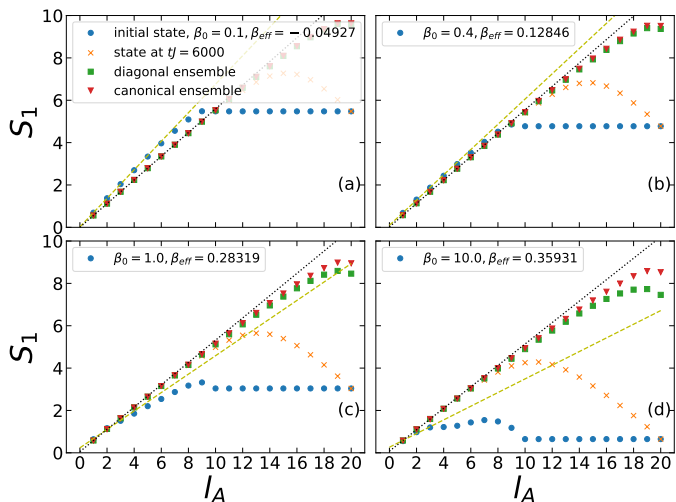 10
8
6
4
2
0
S₁
initial state, β₀ = 0.1, βeff = −0.04927
state at tJ = 6000
diagonal ensemble
canonical ensemble
(a)
β₀ = 0.4, βeff = 0.12846
(b)
10
8
6
4
2
0
S₁
β₀ = 1.0, βeff = 0.28319
(c)
0 2 4 6 8 10 12 14 16 18 20
l_A
β₀ = 10.0, βeff = 0.35931
(d)
0 2 4 6 8 10 12 14 16 18 20
l_A